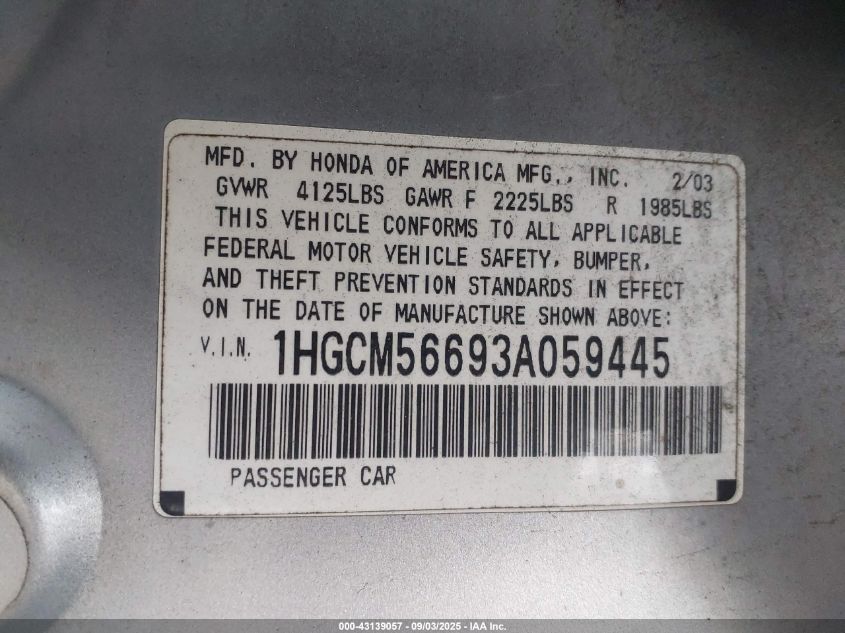 MFD. BY HONDA OF AMERICA MFG., INC. 2/03
GVWR 4125LBS GAWR F 2225LBS R 1985LBS
THIS VEHICLE CONFORMS TO ALL APPLICABLE
FEDERAL MOTOR VEHICLE SAFETY, BUMPER,
AND THEFT PREVENTION STANDARDS IN EFFECT
ON THE DATE OF MANUFACTURE SHOWN ABOVE:
V.I.N. 1HGCM56693A059445
PASSENGER CAR
000-43139057 - 09/03/2025 - IAA Inc.